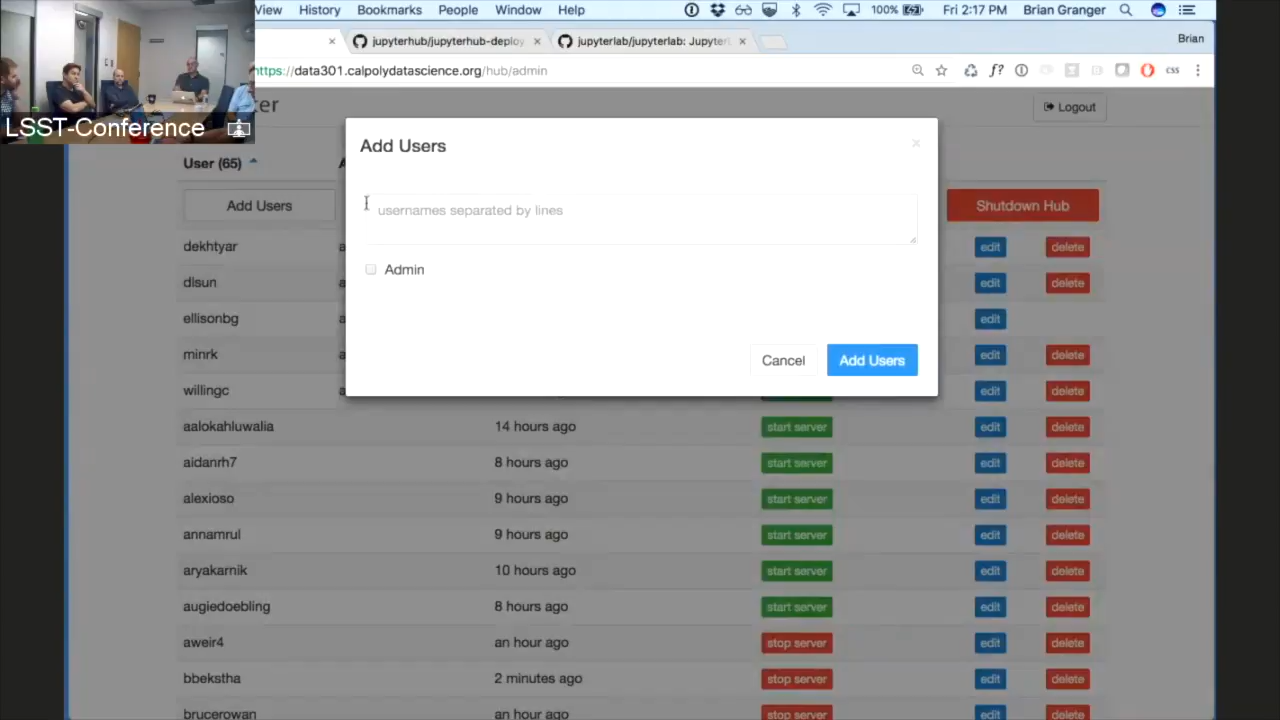 View History Bookmarks People Window Help 100% Fri 2:17 PM Brian Granger
jupyterhub/jupyterhub-deploy jupyterlab/jupyterlab: Jupyter Brian
https://data301.calpolydatascience.org/hub/admin f? CSS
LSST-Conference
ter Logout
User (65)
Add Users
usernames separated by lines
Admin
Cancel Add Users
Add Users Shutdown Hub
dekhtyar a edit delete
dlsun a edit delete
ellisonbg a edit
minrk a edit delete
willingc a edit delete
aalokahluwalia 14 hours ago start server edit delete
aidanrh7 8 hours ago start server edit delete
alexioso 9 hours ago start server edit delete
annamrul 9 hours ago start server edit delete
aryakarnik 10 hours ago start server edit delete
augiedoebling 8 hours ago start server edit delete
aweir4 an hour ago stop server edit delete
bbekstha 2 minutes ago stop server edit delete
brucerowan an hour ago stop server edit delete